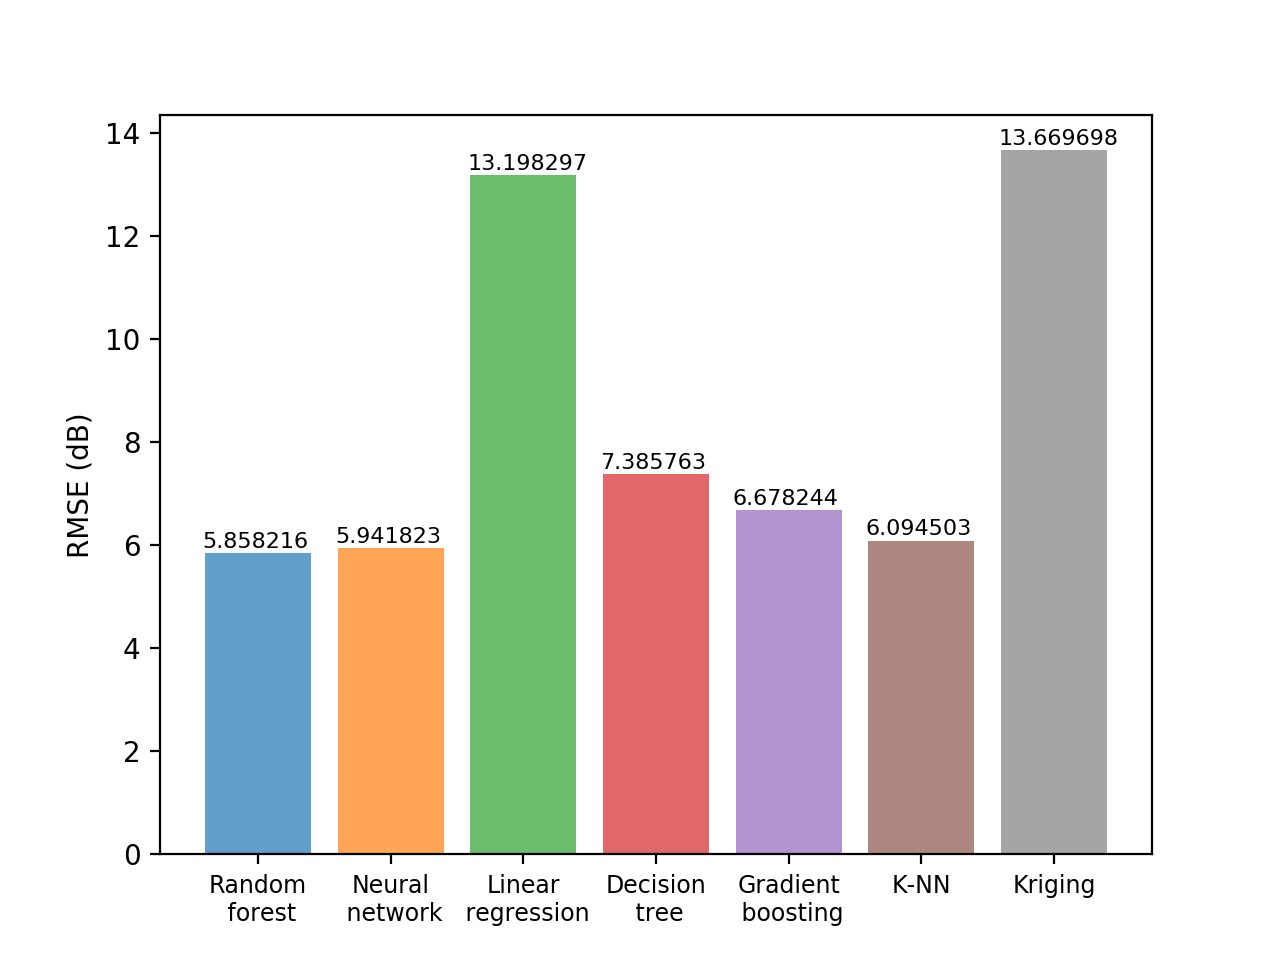 14
12
10
8
6
4
2
0
RMSE (dB)
5.858216
5.941823
13.198297
7.385763
6.678244
6.094503
13.669698
Random
forest
Neural
network
Linear
regression
Decision
tree
Gradient
boosting
K-NN
Kriging